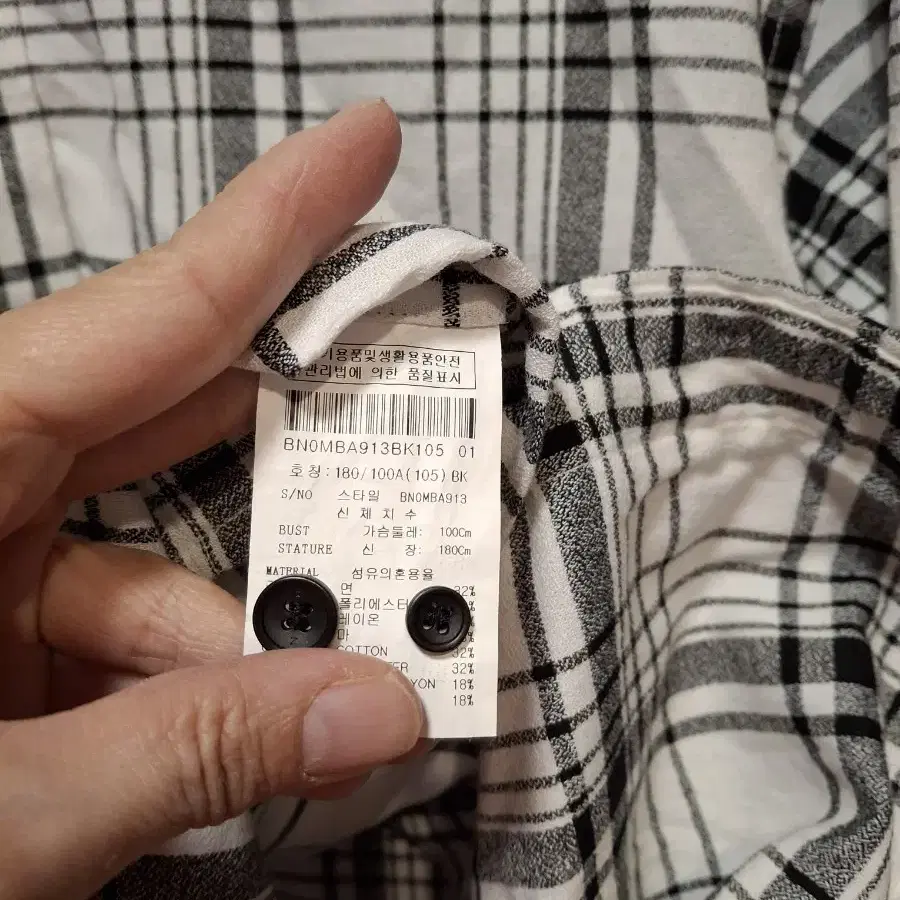 기용품및생활용품안전
관리법에 의한 품질표시
BN0MBA913BK105 01
호칭:180/100A(105)BK
S/NO 스타일 BN0MBA913
신체치수
BUST 가슴둘레: 100Cm
STATURE 신 장: 180Cm
MATERIAL 섬유의혼용율
면 32%
폴리에스터
레이온
마
COTTON 32%
32%
18%
18%